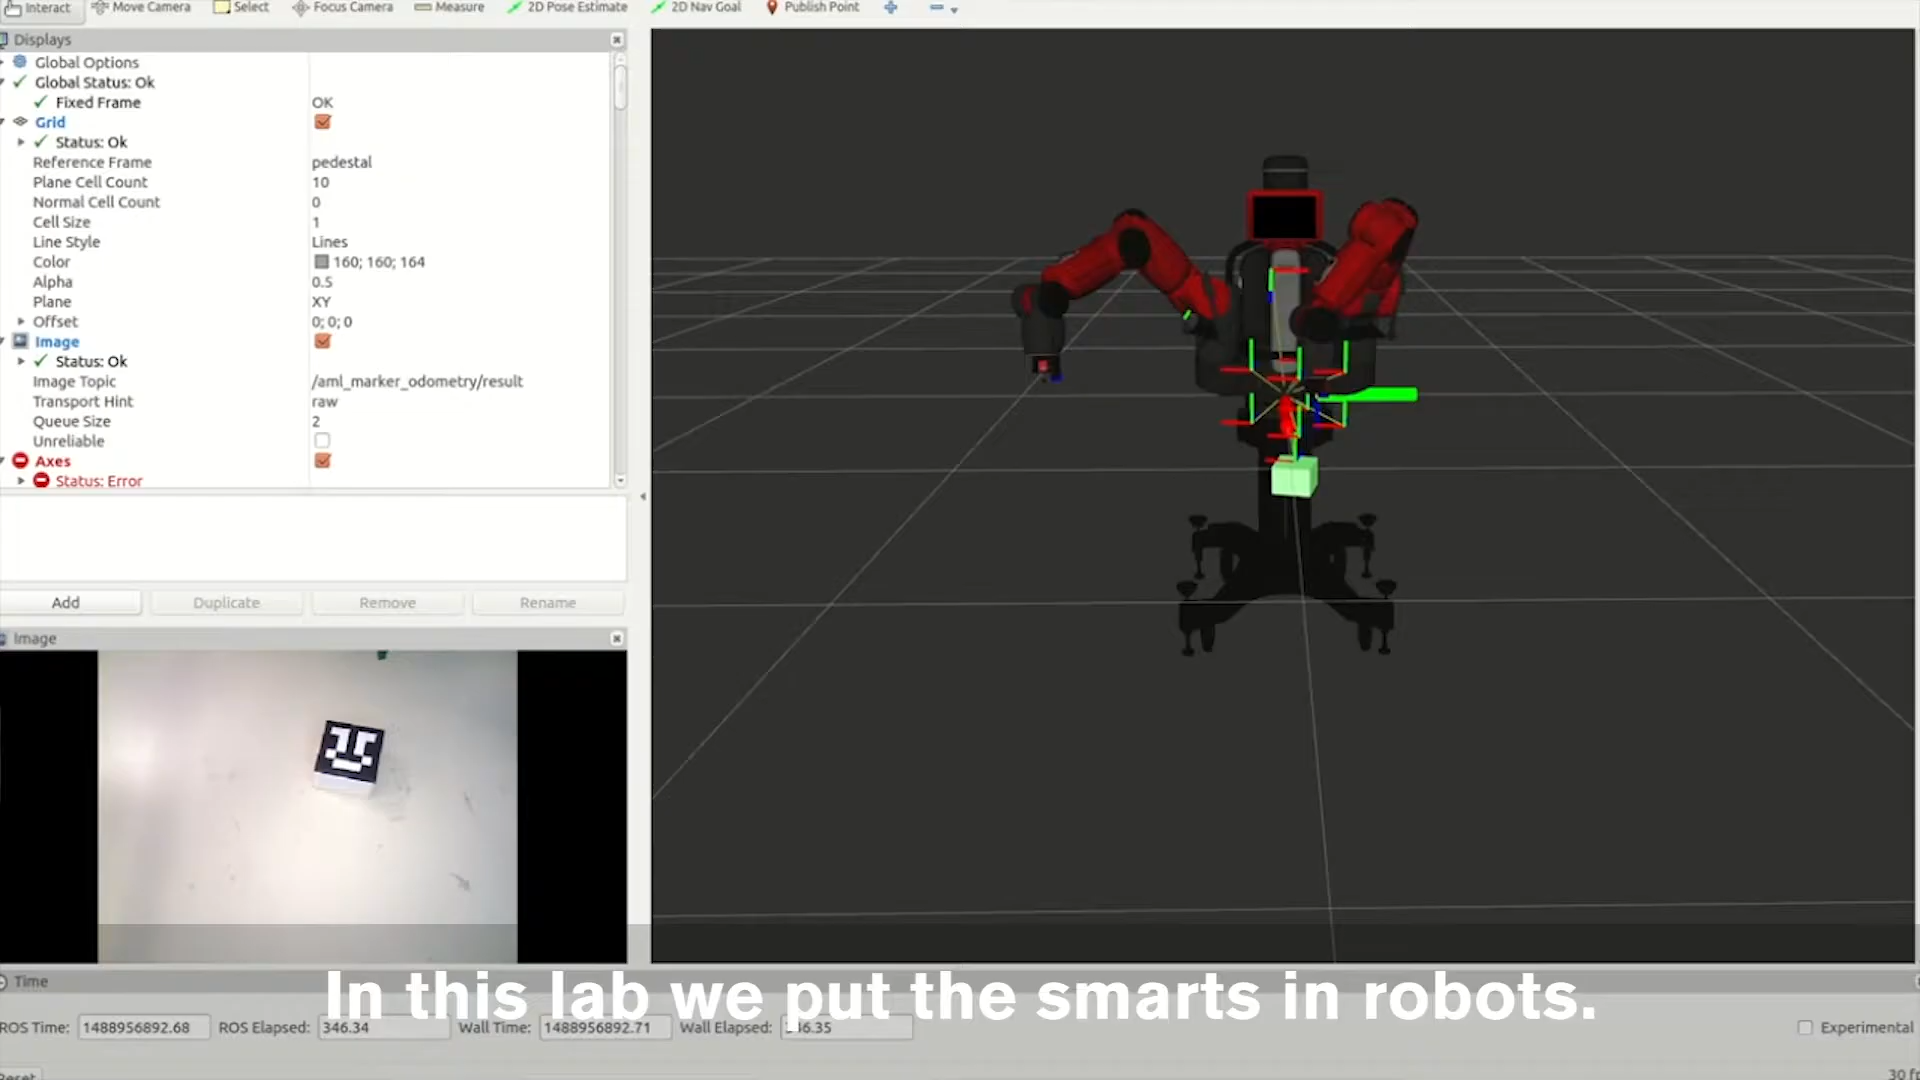 Interact Move Camera Select Focus Camera Measure 2D Pose Estimate 2D Nav Goal Publish Point
Displays
Global Options
Global Status: Ok
Fixed Frame OK
Grid
Status: Ok
Reference Frame pedestal
Plane Cell Count 10
Normal Cell Count 0
Cell Size 1
Line Style Lines
Color 160; 160; 164
Alpha 0.5
Plane XY
Offset 0; 0; 0
Image
Status: Ok
Image Topic /aml_marker_odometry/result
Transport Hint raw
Queue Size 2
Unreliable
Axes
Status: Error
Add Duplicate Remove Rename
Image
Time
In this lab we put the smarts in robots.
ROS Time: 1488956892.68 ROS Elapsed: 346.34 Wall Time: 1488956892.71 Wall Elapsed: 346.35 Experimental